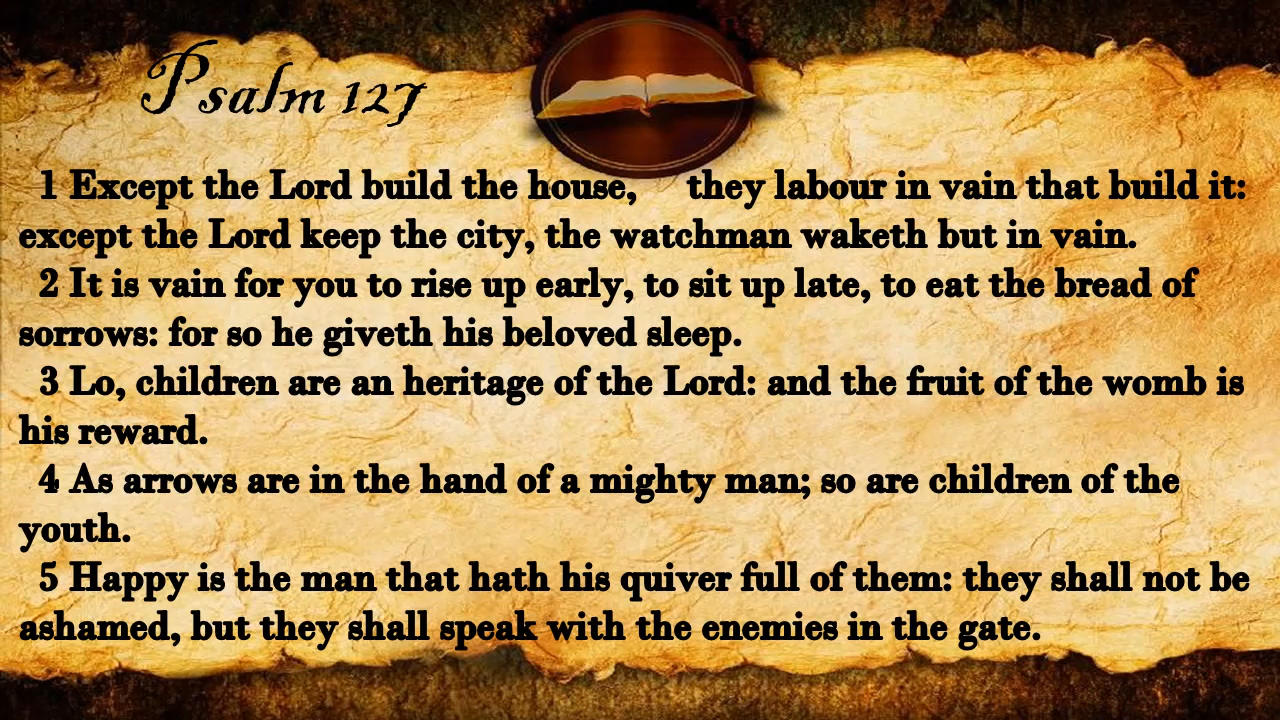 Psalm 127
1 Except the Lord build the house, they labour in vain that build it:
except the Lord keep the city, the watchman waketh but in vain.
2 It is vain for you to rise up early, to sit up late, to eat the bread of
sorrows: for so he giveth his beloved sleep.
3 Lo, children are an heritage of the Lord: and the fruit of the womb is
his reward.
4 As arrows are in the hand of a mighty man; so are children of the
youth.
5 Happy is the man that hath his quiver full of them: they shall not be
ashamed, but they shall speak with the enemies in the gate.